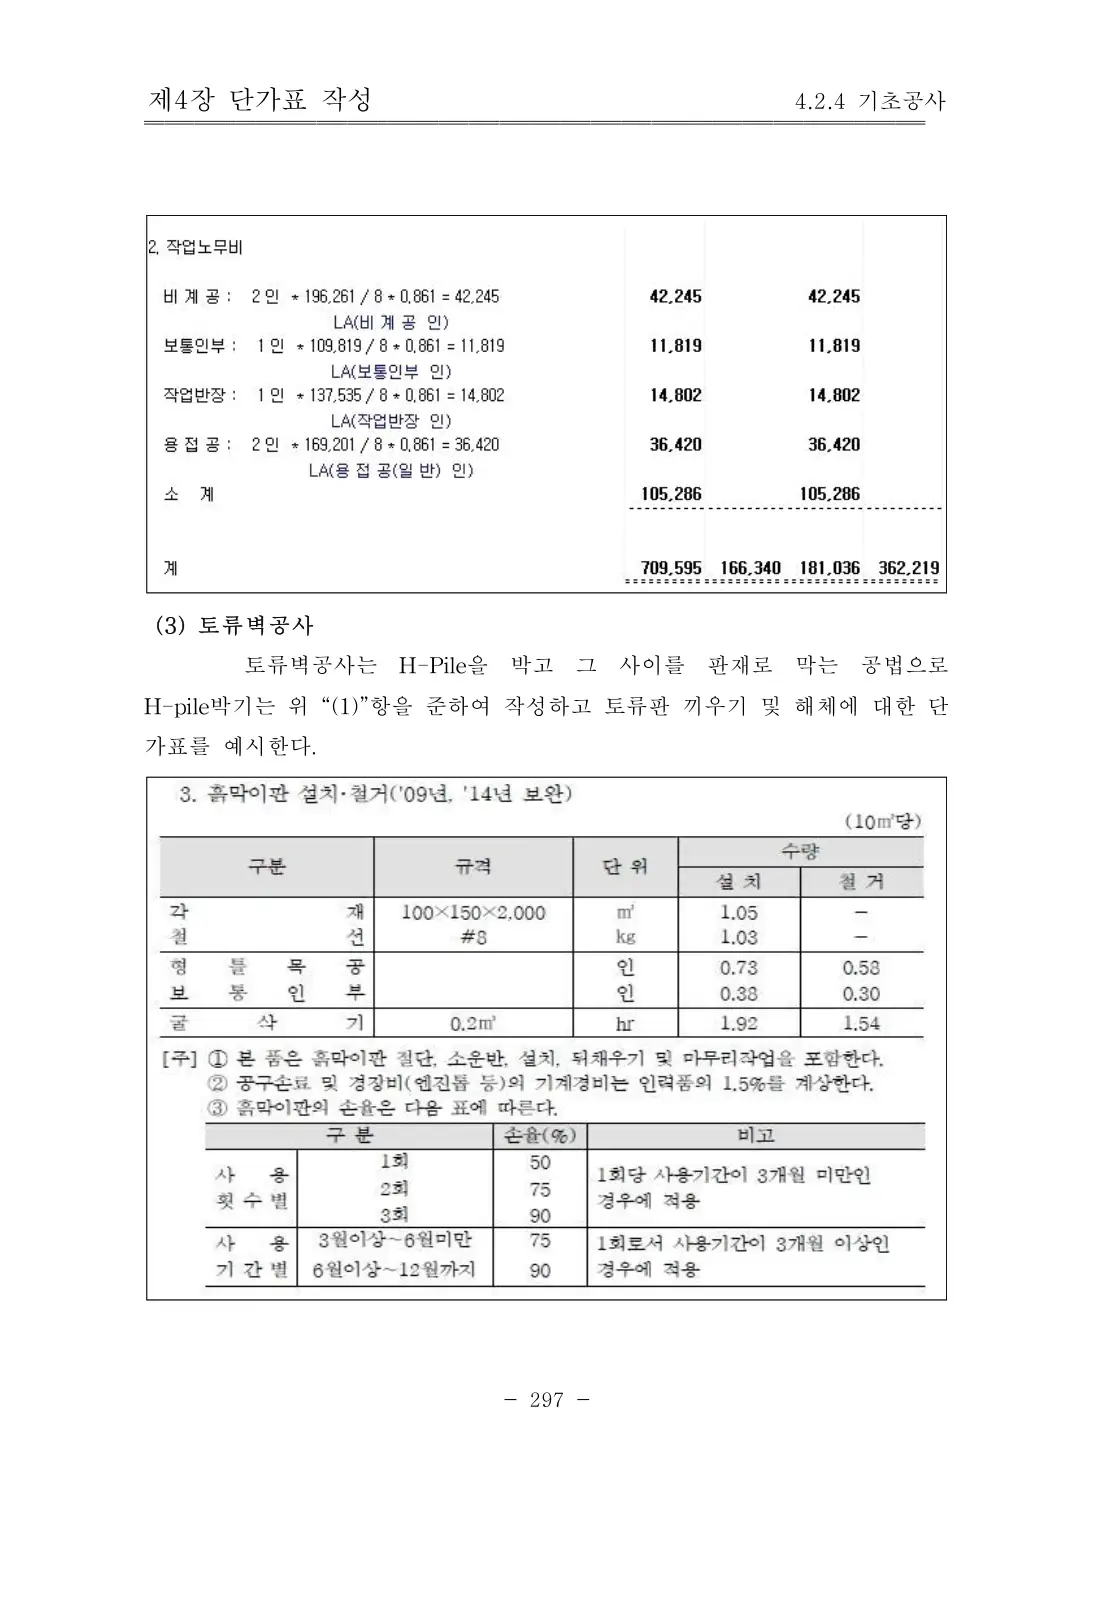 제4장 단가표 작성 4.2.4 기초공사
2. 작업노무비
비 계 공 : 2 인 * 196,261 / 8 * 0.861 = 42,245 42,245 42,245
LA(비 계 공 인)
보통인부 : 1 인 * 109,819 / 8 * 0.861 = 11,819 11,819 11,819
LA(보통인부 인)
작업반장 : 1 인 * 137,535 / 8 * 0.861 = 14,802 14,802 14,802
LA(작업반장 인)
용 접 공 : 2 인 * 169,201 / 8 * 0.861 = 36,420 36,420 36,420
LA(용 접 공(일 반) 인)
소 계 105,286 105,286
계 709,595 166,340 181,036 362,219
(3) 토류벽공사
토류벽공사는 H-Pile을 박고 그 사이를 판재로 막는 공법으로
H-pile박기는 위 “(1)”항을 준하여 작성하고 토류판 끼우기 및 해체에 대한 단
가표를 예시한다.
3. 흙막이판 설치·철거('09년, '14년 보완)
(10㎡당)
구분 규격 단 위 수량
설 치 철 거
각 재 100×150×2,000 ㎥ 1.05 －
철 선 #8 kg 1.03 －
형 틀 목 공 인 0.73 0.58
보 통 인 부 인 0.38 0.30
굴 삭 기 0.2㎥ hr 1.92 1.54
[주] ① 본 품은 흙막이판 절단, 소운반, 설치, 뒤채우기 및 마무리작업을 포함한다.
② 공구손료 및 경장비(엔진톱 등)의 기계경비는 인력품의 1.5%를 계상한다.
③ 흙막이판의 손율은 다음 표에 따른다.
구 분 손율(%) 비고
사 용 횟 수 별 1회 50 1회당 사용기간이 3개월 미만인
2회 75 경우에 적용
3회 90
사 용 3월이상~6월미만 75 1회로서 사용기간이 3개월 이상인
기 간 별 6월이상~12월까지 90 경우에 적용
- 297 -